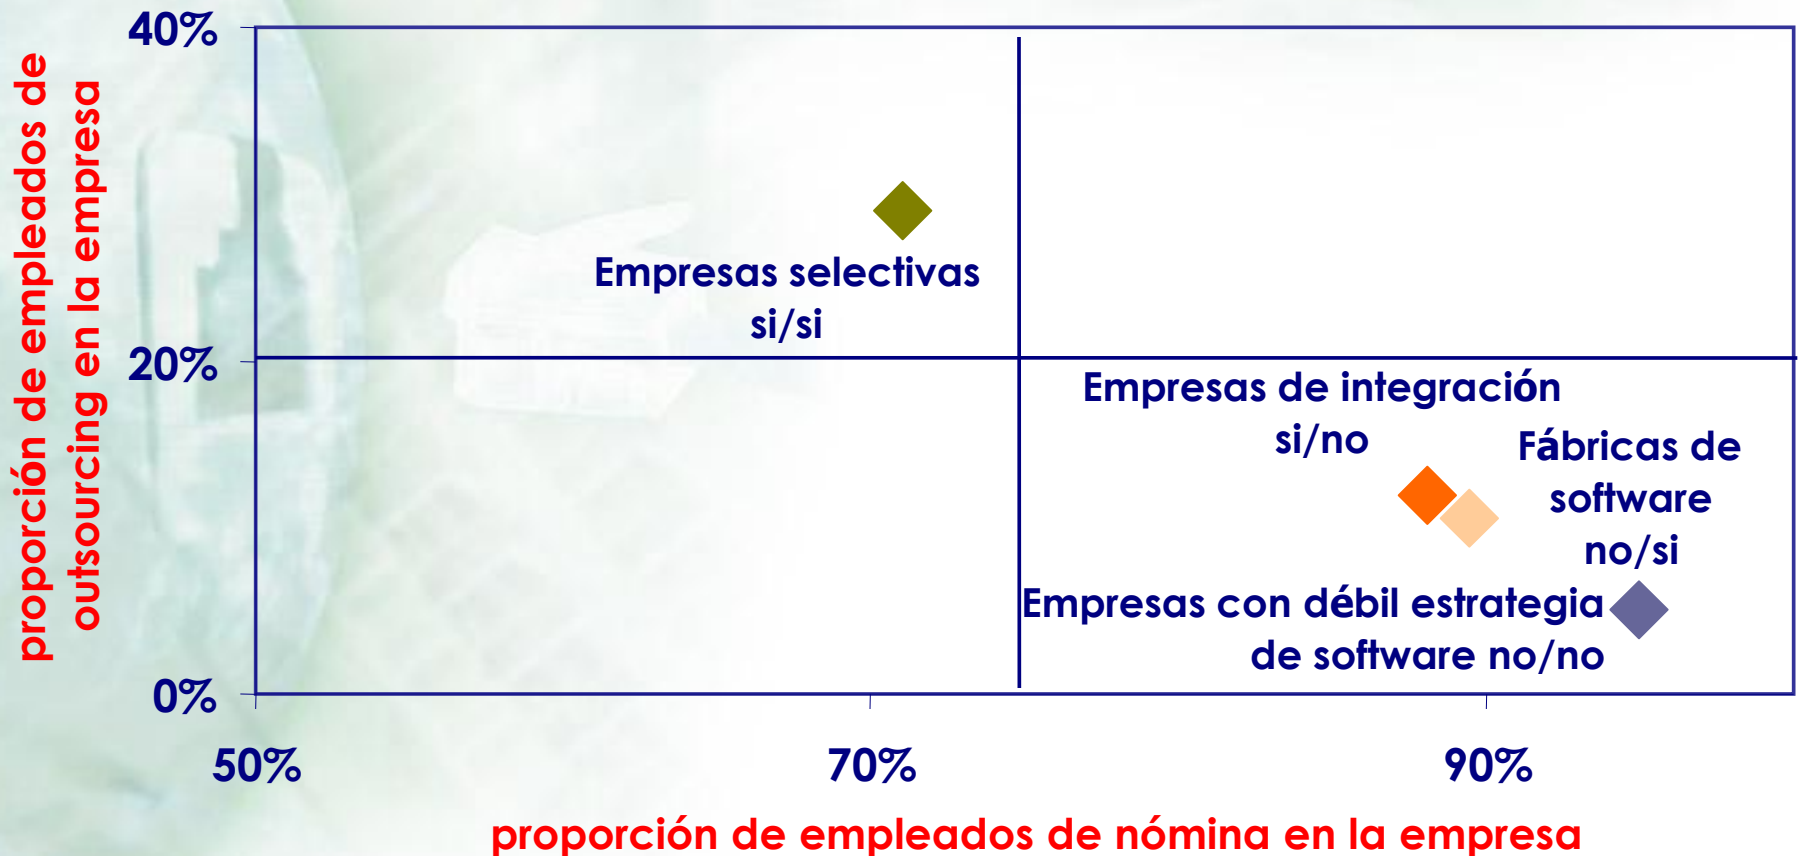 40%
20%
0%
proporción de empleados de
outsourcing en la empresa
Empresas selectivas
si/si
Empresas de integración
si/no
Fábricas de
software
no/si
Empresas con débil estrategia
de software no/no
50%
70%
90%
proporción de empleados de nómina en la empresa